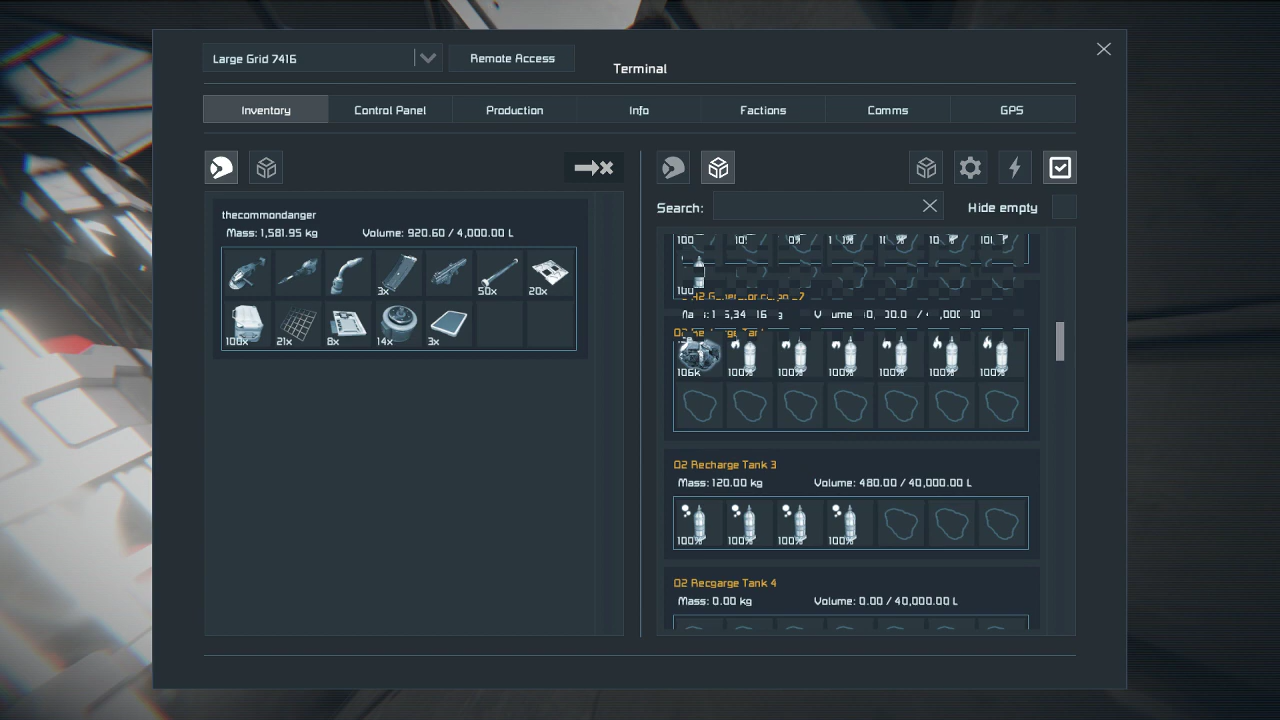 Large Grid 7416
Remote Access
Terminal
Inventory
Control Panel
Production
Info
Factions
Comms
GPS
Search:
Hide empty
thecommondanger
Mass: 1,581.95 kg
Volume: 920.60 / 4,000.00 L
3x
50x
20x
100x
21x
8x
14x
3x
106k
100%
100%
100%
100%
100%
100%
O2 Recharge Tank 3
Mass: 120.00 kg
Volume: 480.00 / 40,000.00 L
100%
100%
100%
100%
O2 Recgarge Tank 4
Mass: 0.00 kg
Volume: 0.00 / 40,000.00 L